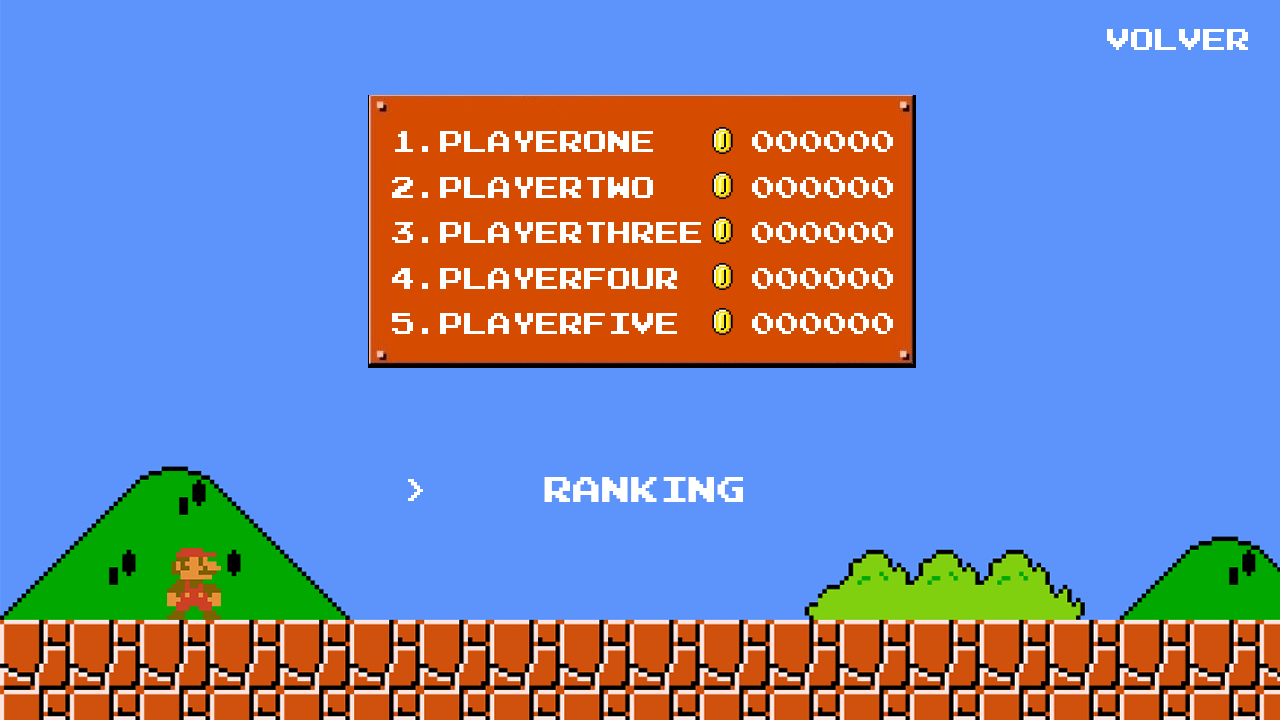 VOLVER
1.PLAYERONE 000000
2.PLAYERTWO 000000
3.PLAYERTHREE 000000
4.PLAYERFOUR 000000
5.PLAYERFIVE 000000
> RANKING